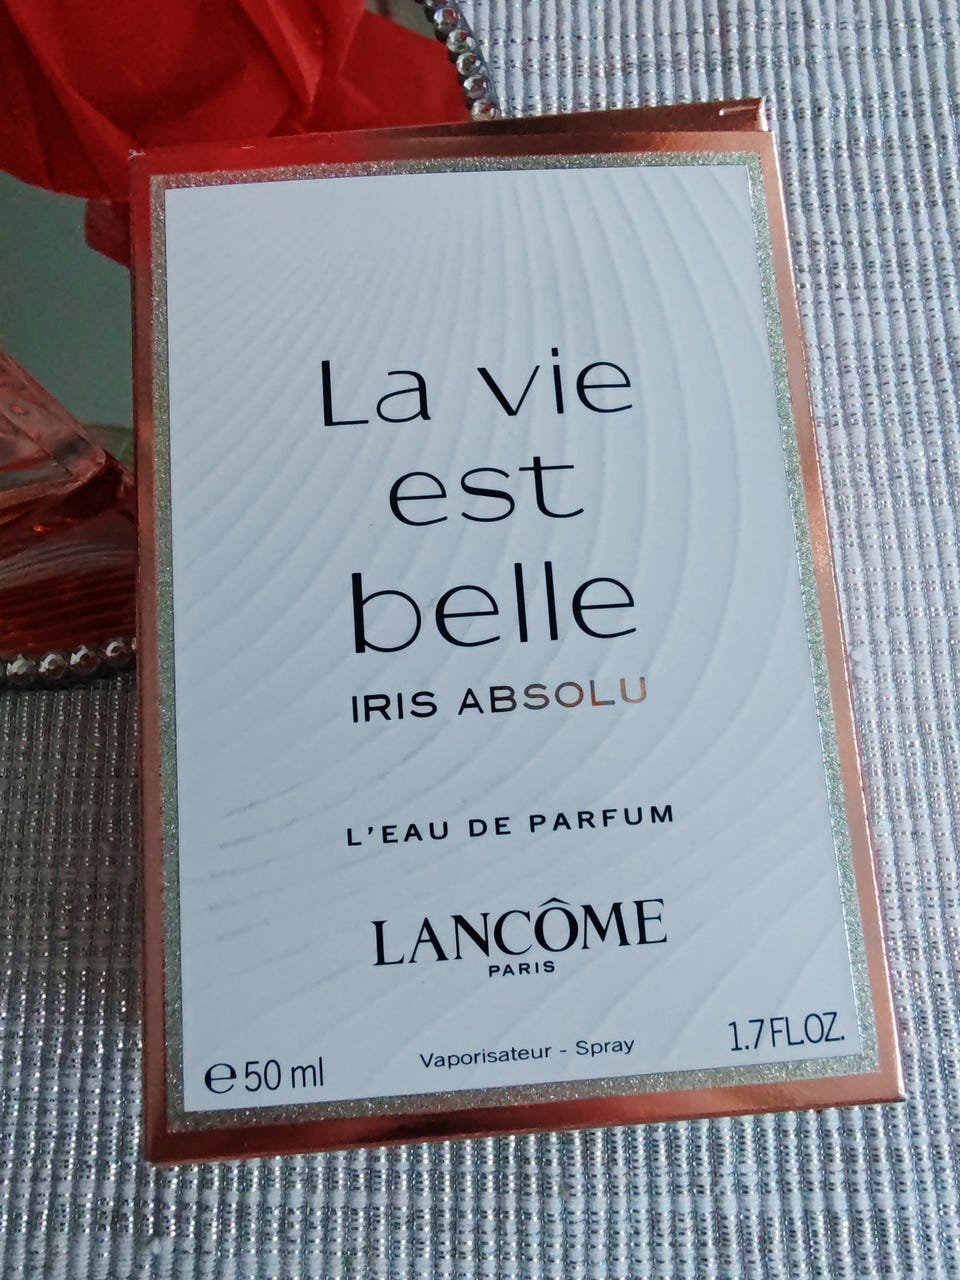 La vie
est
belle
IRIS ABSOLU
L'EAU DE PARFUM
LANCÔME
PARIS
℮ 50 ml
Vaporisateur - Spray
1.7 FL.OZ.